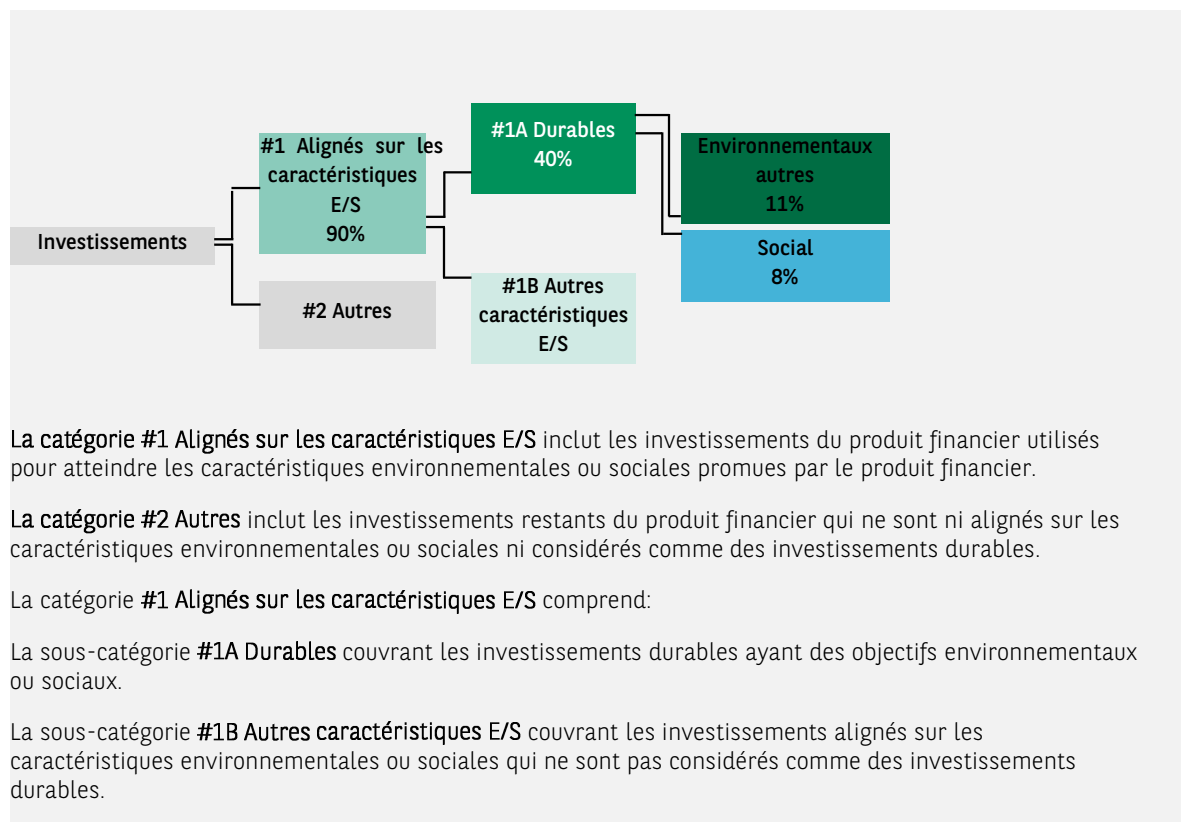 Investissements
#1 Alignés sur les
caractéristiques
E/S
90%
#2 Autres
#1A Durables
40%
#1B Autres
caractéristiques
E/S
Environnementaux
autres
11%
Social
8%
La catégorie #1 Alignés sur les caractéristiques E/S inclut les investissements du produit financier utilisés
pour atteindre les caractéristiques environnementales ou sociales promues par le produit financier.
La catégorie #2 Autres inclut les investissements restants du produit financier qui ne sont ni alignés sur les
caractéristiques environnementales ou sociales ni considérés comme des investissements durables.
La catégorie #1 Alignés sur les caractéristiques E/S comprend:
La sous-catégorie #1A Durables couvrant les investissements durables ayant des objectifs environnementaux
ou sociaux.
La sous-catégorie #1B Autres caractéristiques E/S couvrant les investissements alignés sur les
caractéristiques environnementales ou sociales qui ne sont pas considérés comme des investissements
durables.